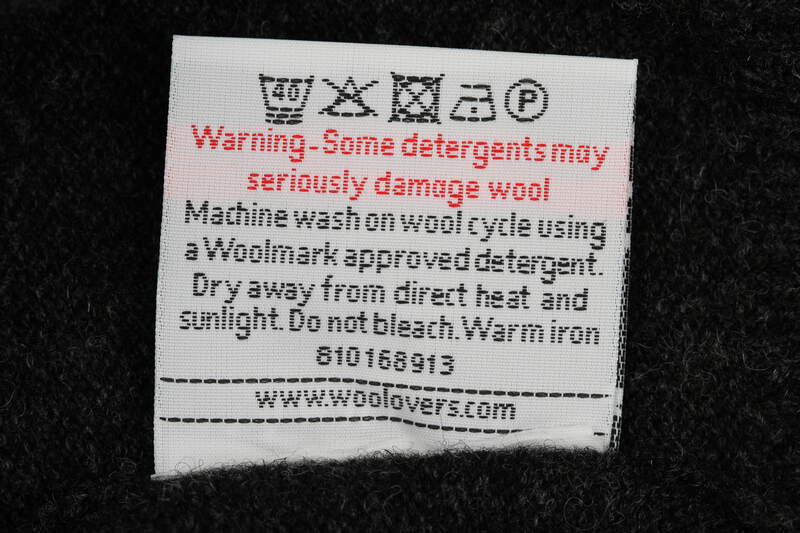 40 P
Warning - Some detergents may
seriously damage wool
Machine wash on wool cycle using
a Woolmark approved detergent.
Dry away from direct heat and
sunlight. Do not bleach. Warm iron
810168913
www.woolovers.com